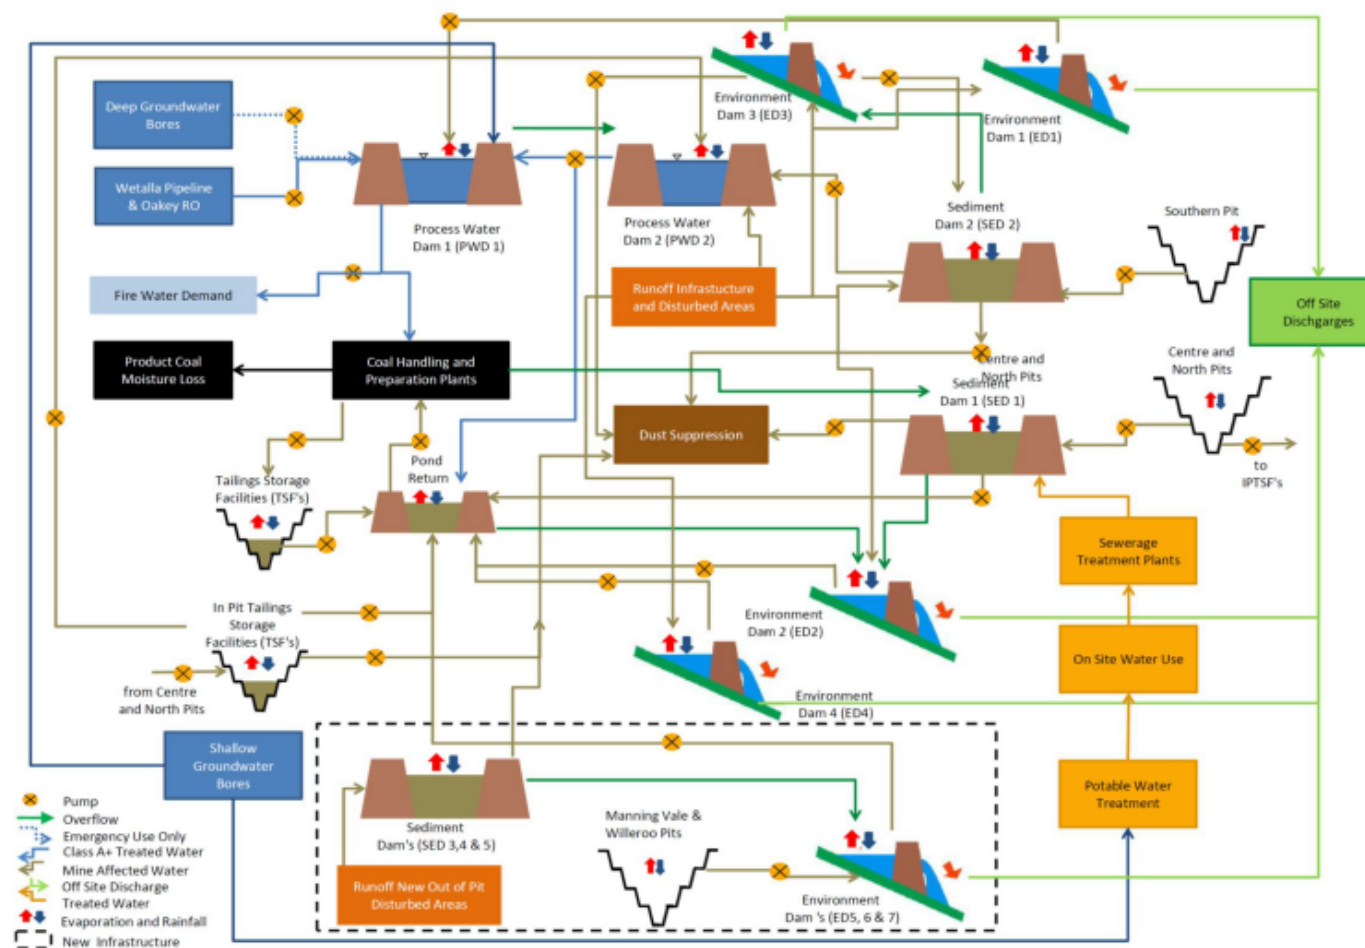 Deep Groundwater
Bores
Wetalla Pipeline
& Oakey RO
Fire Water Demand
Product Coal
Moisture Loss
Coal Handling and
Preparation Plants
Process Water
Dam 1 (PWD 1)
Process Water
Dam 2 (PWD 2)
Runoff Infrastucture
and Disturbed Areas
Environment
Dam 3 (ED3)
Environment
Dam 1 (ED1)
Sediment
Dam 2 (SED 2)
Southern Pit
Off Site
Dischgarges
Centre and
North Pits
Sediment
Dam 1 (SED 1)
Centre and
North Pits
to
IPTSF's
Dust Suppression
Pond
Return
Tailings Storage
Facilities (TSF's)
In Pit Tailings
Storage
Facilities (TSF's)
from Centre
and North Pits
Environment
Dam 2 (ED2)
Environment
Dam 4 (ED4)
Sewerage
Treatment Plants
On Site Water Use
Potable Water
Treatment
Shallow
Groundwater
Bores
Sediment
Dam's (SED 3,4 & 5)
Runoff New Out of Pit
Disturbed Areas
Manning Vale &
Willeroo Pits
Environment
Dam 's (ED5, 6 & 7)
Pump
Overflow
Emergency Use Only
Class A+ Treated Water
Mine Affected Water
Off Site Discharge
Treated Water
Evaporation and Rainfall
New Infrastructure